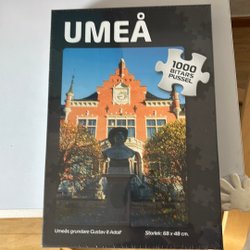 UMEÅ
1000
BITARS
PUSSEL
Umeås grundare Gustav II Adolf
Storlek: 68 x 48 cm.